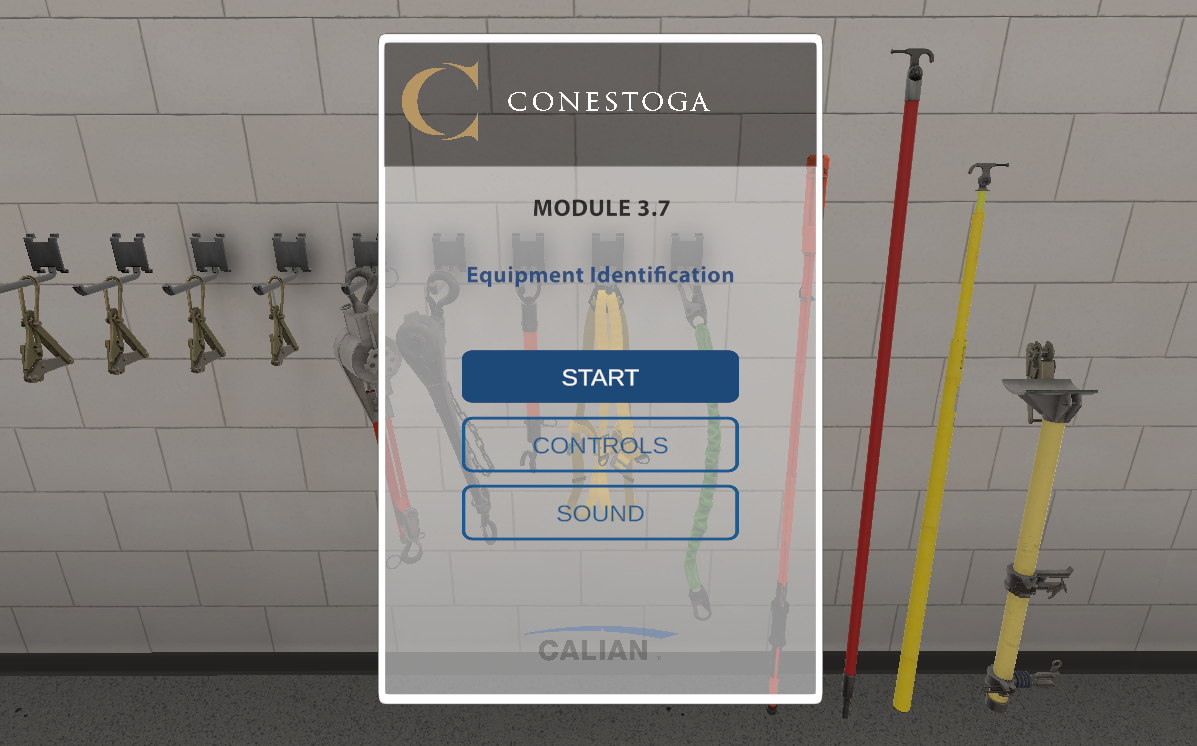 CONESTOGA
MODULE 3.7
Equipment Identification
START
CONTROLS
SOUND
CALIAN